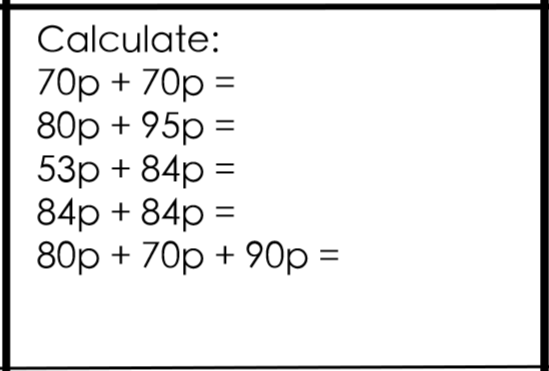 Calculate:
70p + 70p =
80p + 95p =
53p + 84p =
84p + 84p =
80p + 70p + 90p =